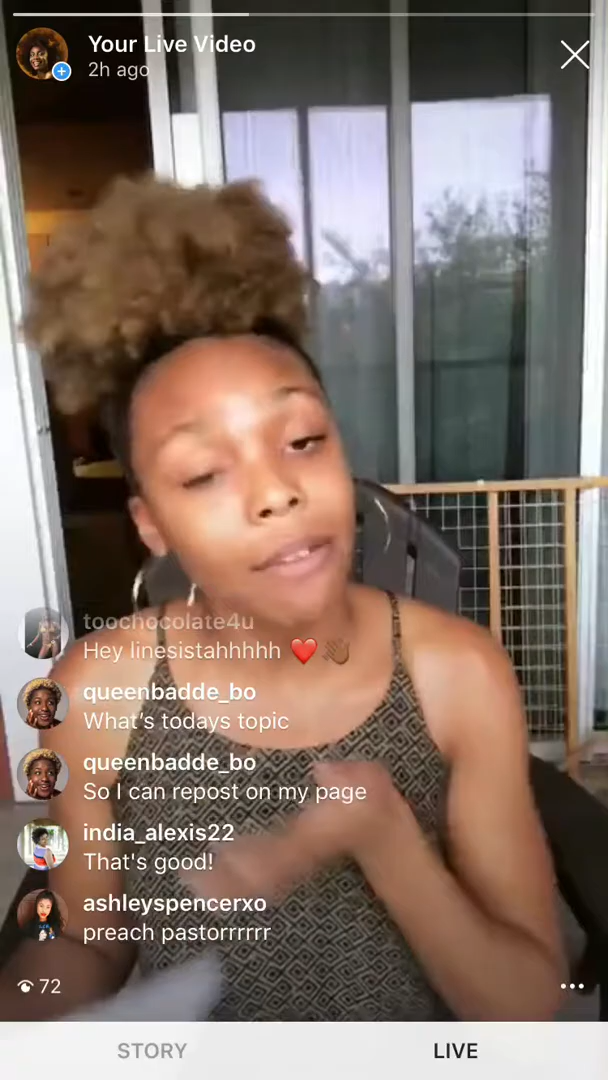 Your Live Video
2h ago
toochocolate4u
Hey linesistahhhhh ❤️👋🏾
queenbadde_bo
What's todays topic
queenbadde_bo
So I can repost on my page
india_alexis22
That's good!
ashleyspencerxo
preach pastorrrrrr
72
STORY
LIVE